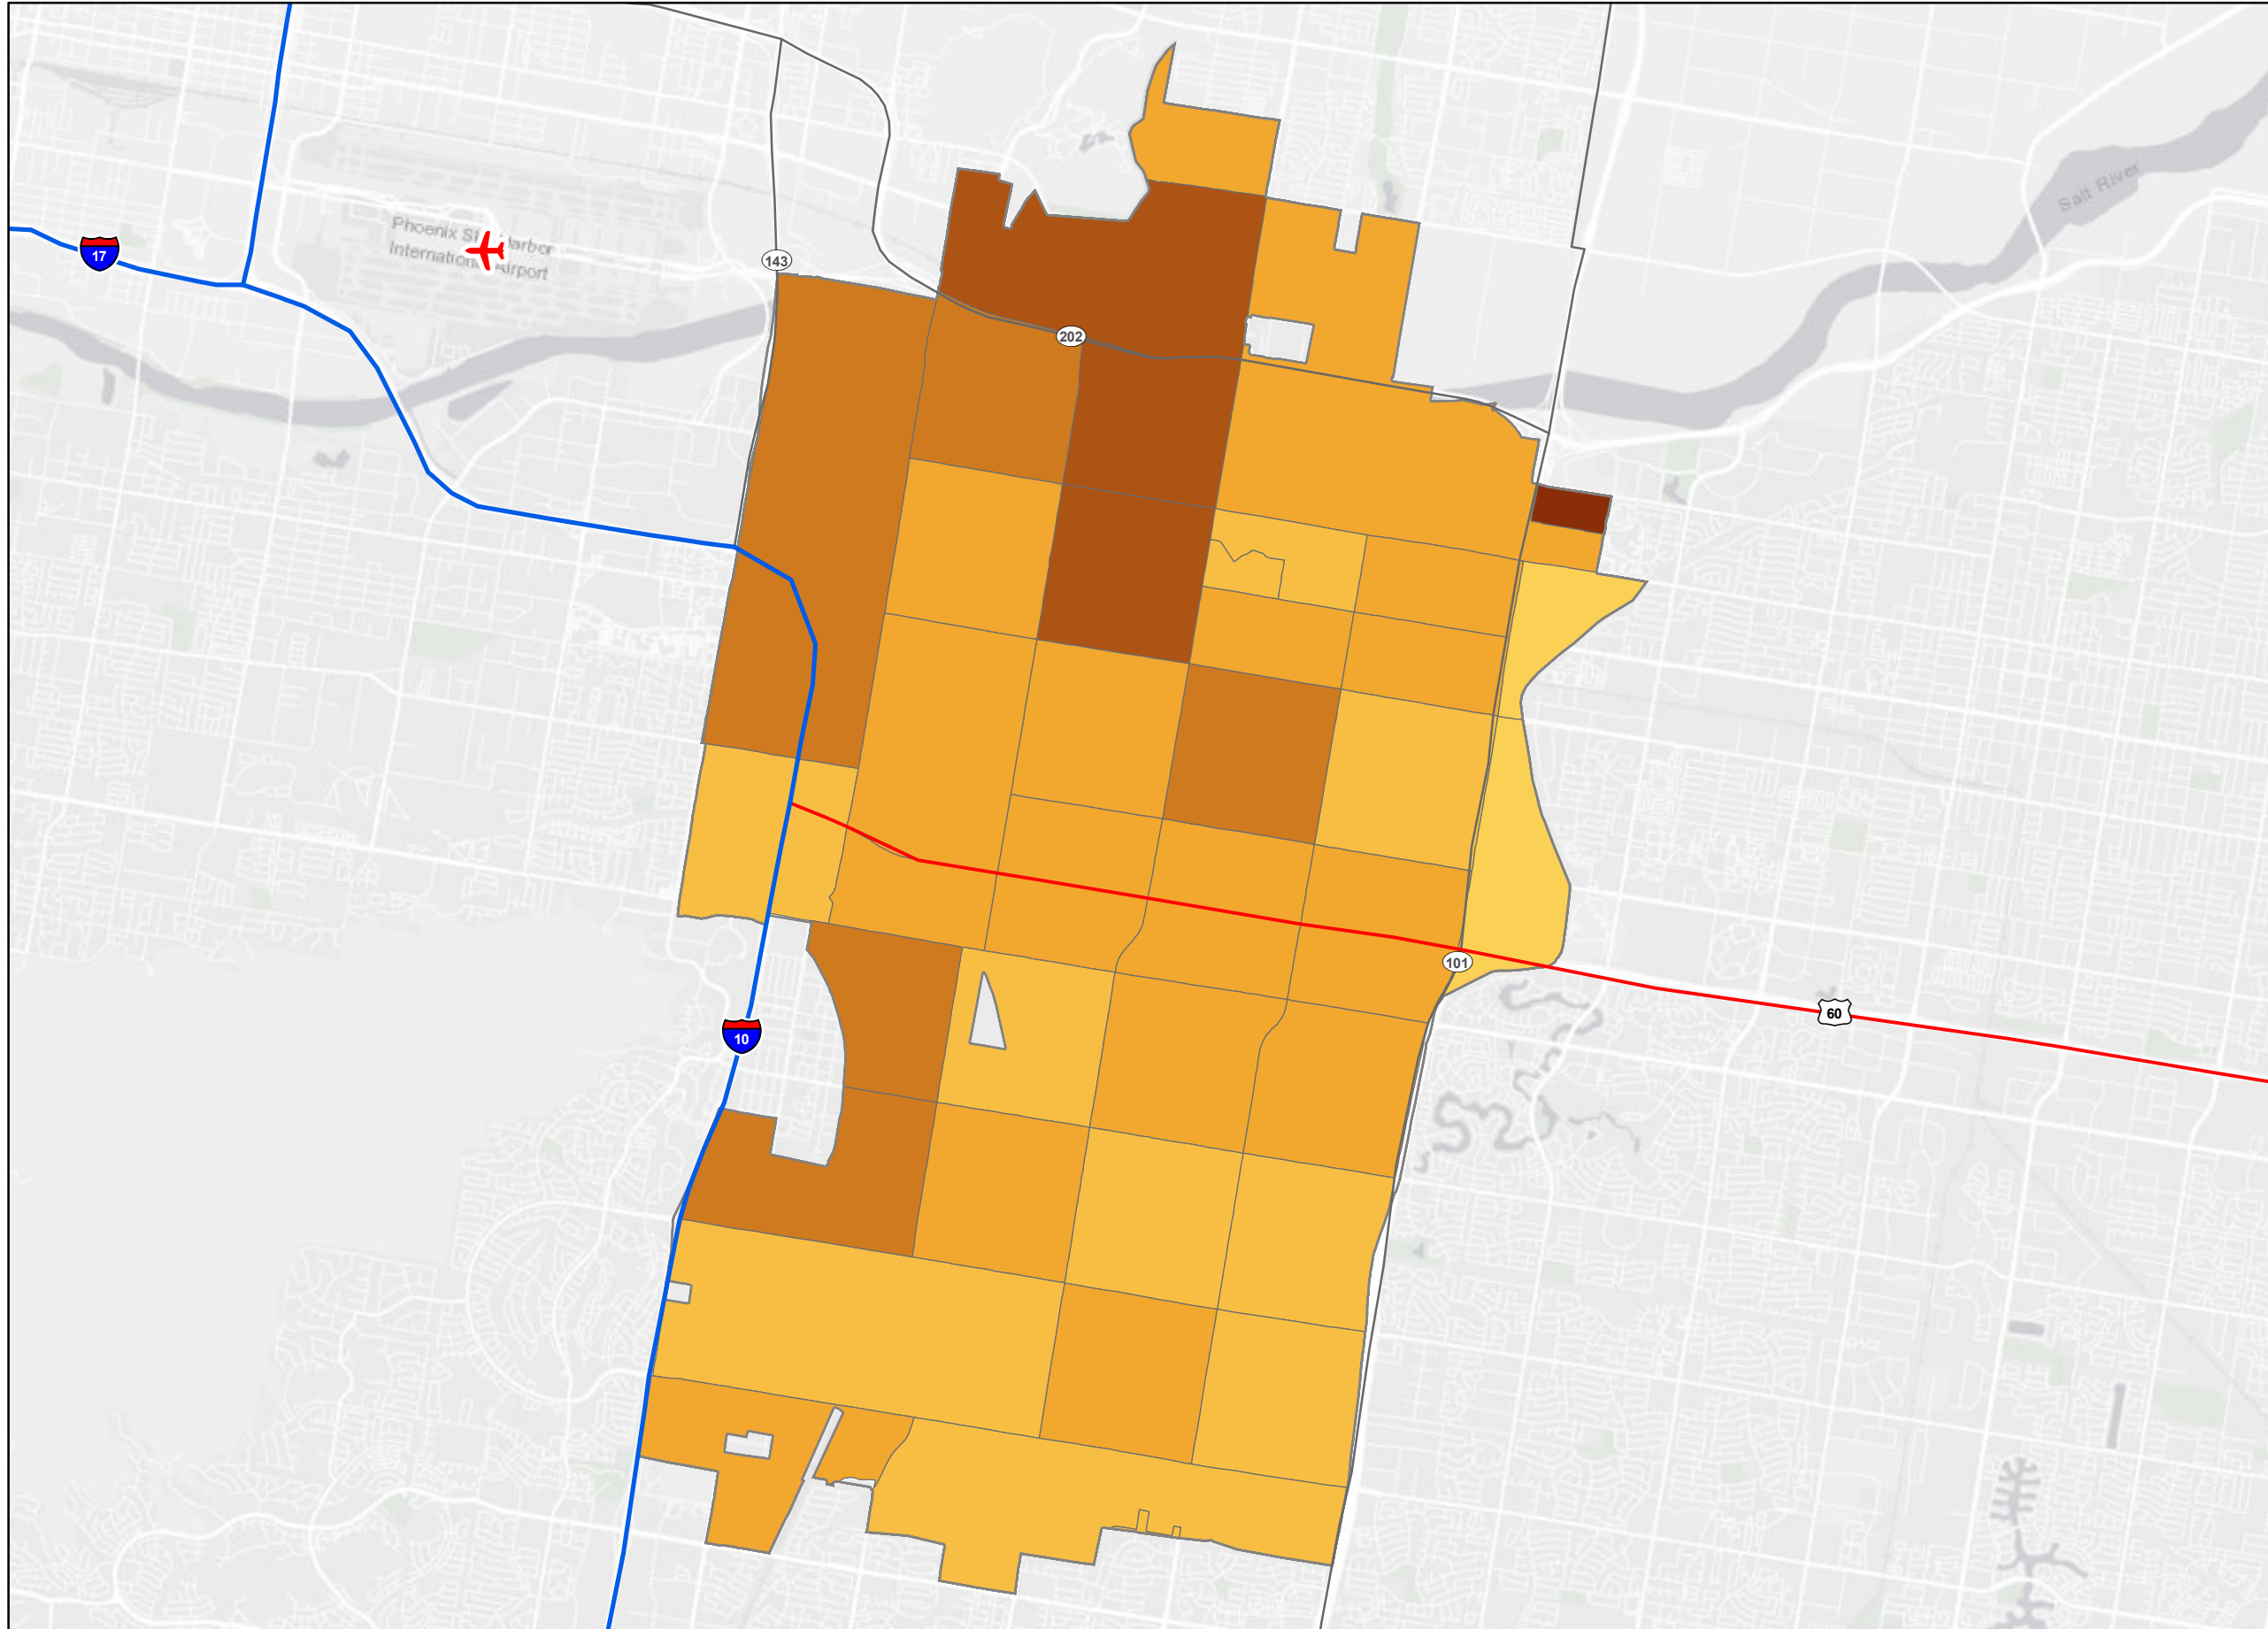 Salt River
Phoenix Sky Harbor
International Airport
17
143
202
101
60
10